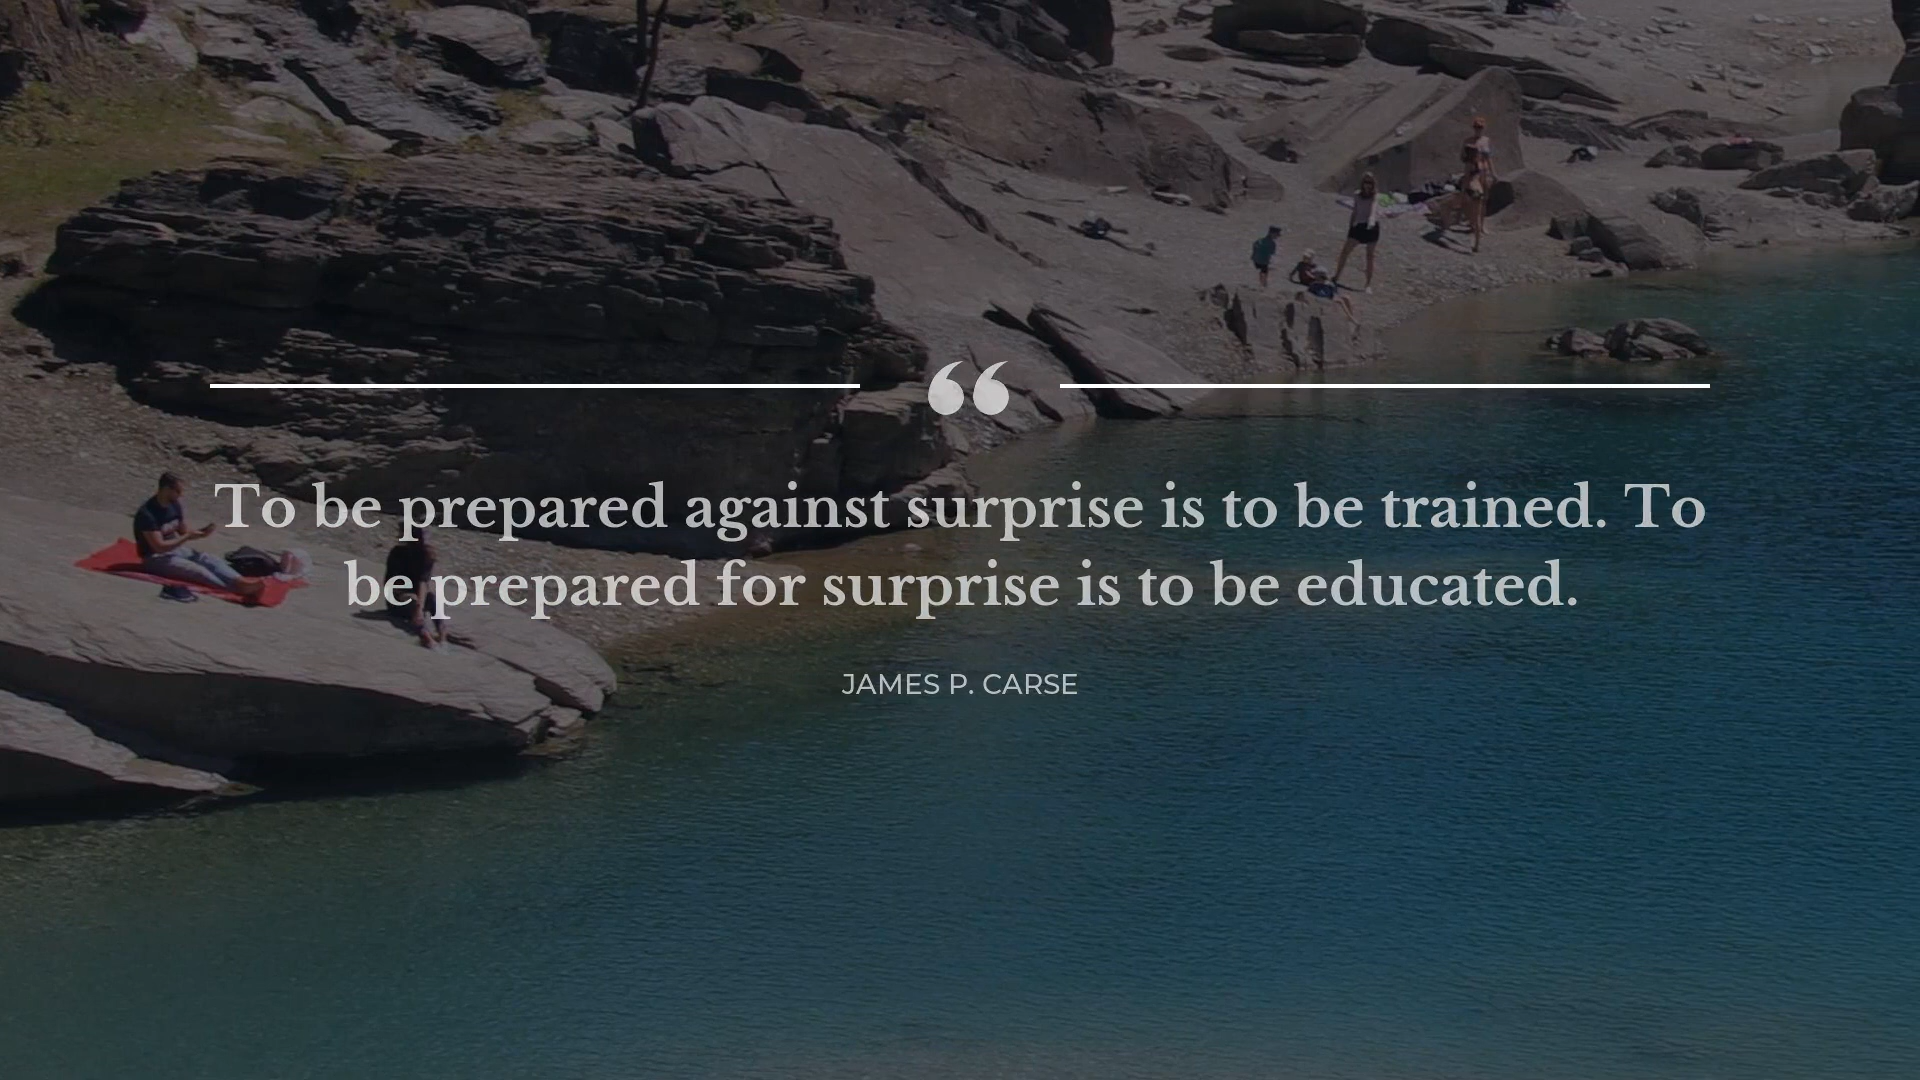 “
To be prepared against surprise is to be trained. To
be prepared for surprise is to be educated.
JAMES P. CARSE